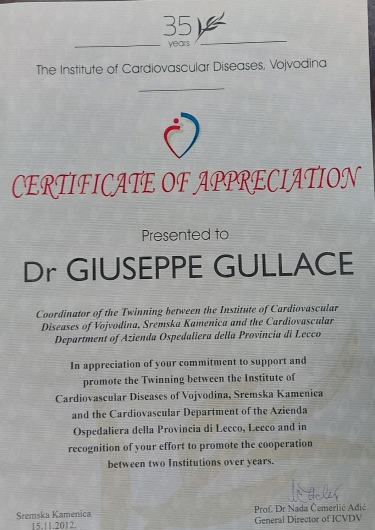 35
years
The Institute of Cardiovascular Diseases, Vojvodina
CERTIFICATE OF APPRECIATION
Presented to
Dr GIUSEPPE GULLACE
Coordinator of the Twinning between the Institute of Cardiovascular
Diseases of Vojvodina, Sremska Kamenica and the Cardiovascular
Department of Azienda Ospedaliera della Provincia di Lecco
In appreciation of your commitment to support and
promote the Twinning between the Institute of
Cardiovascular Diseases of Vojvodina, Sremska Kamenica
and the Cardiovascular Department of the Azienda
Ospedaliera della Provincia di Lecco, Lecco and in
recognition of your effort to promote the cooperation
between two Institutions over years.
Sremska Kamenica
15.11.2012.
Prof. Dr Nada Čemerlić Adić
General Director of ICVDV